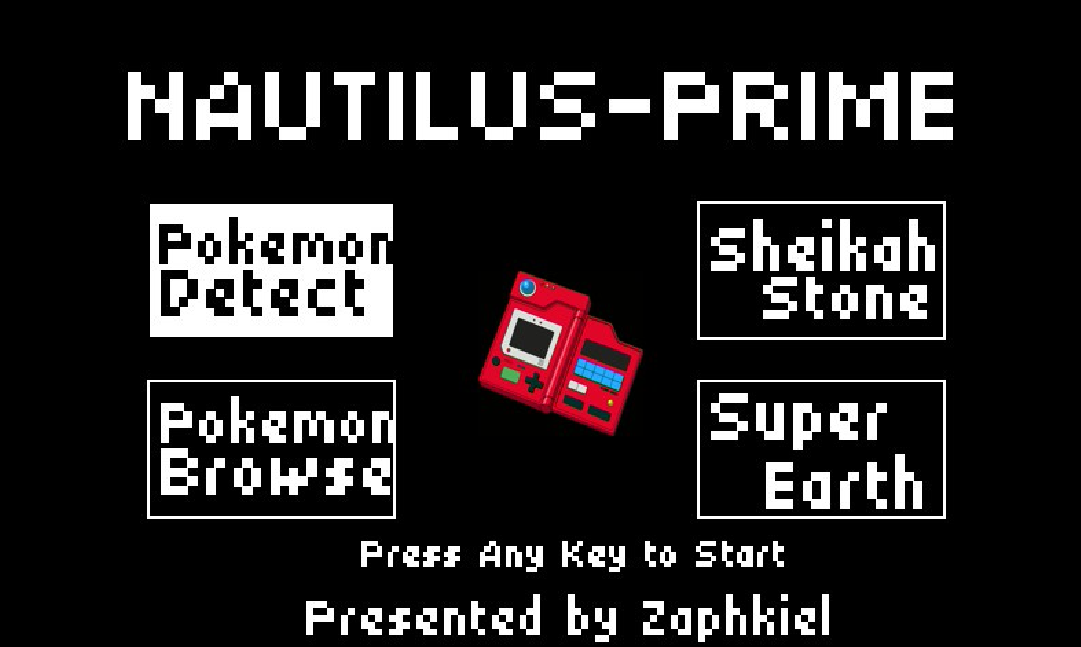 NAUTILUS-PRIME
Pokemon
Detect
Sheikah
Stone
Pokemon
Browse
Super
Earth
Press Any Key to Start
Presented by Zaphkiel